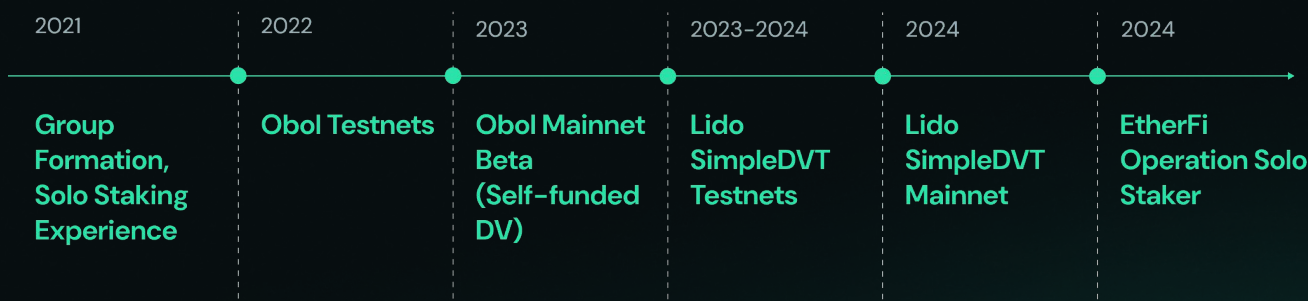 2021
Group
Formation,
Solo Staking
Experience
2022
Obol Testnets
2023
Obol Mainnet
Beta
(Self-funded
DV)
2023-2024
Lido
SimpleDVT
Testnets
2024
Lido
SimpleDVT
Mainnet
2024
EtherFi
Operation Solo
Staker